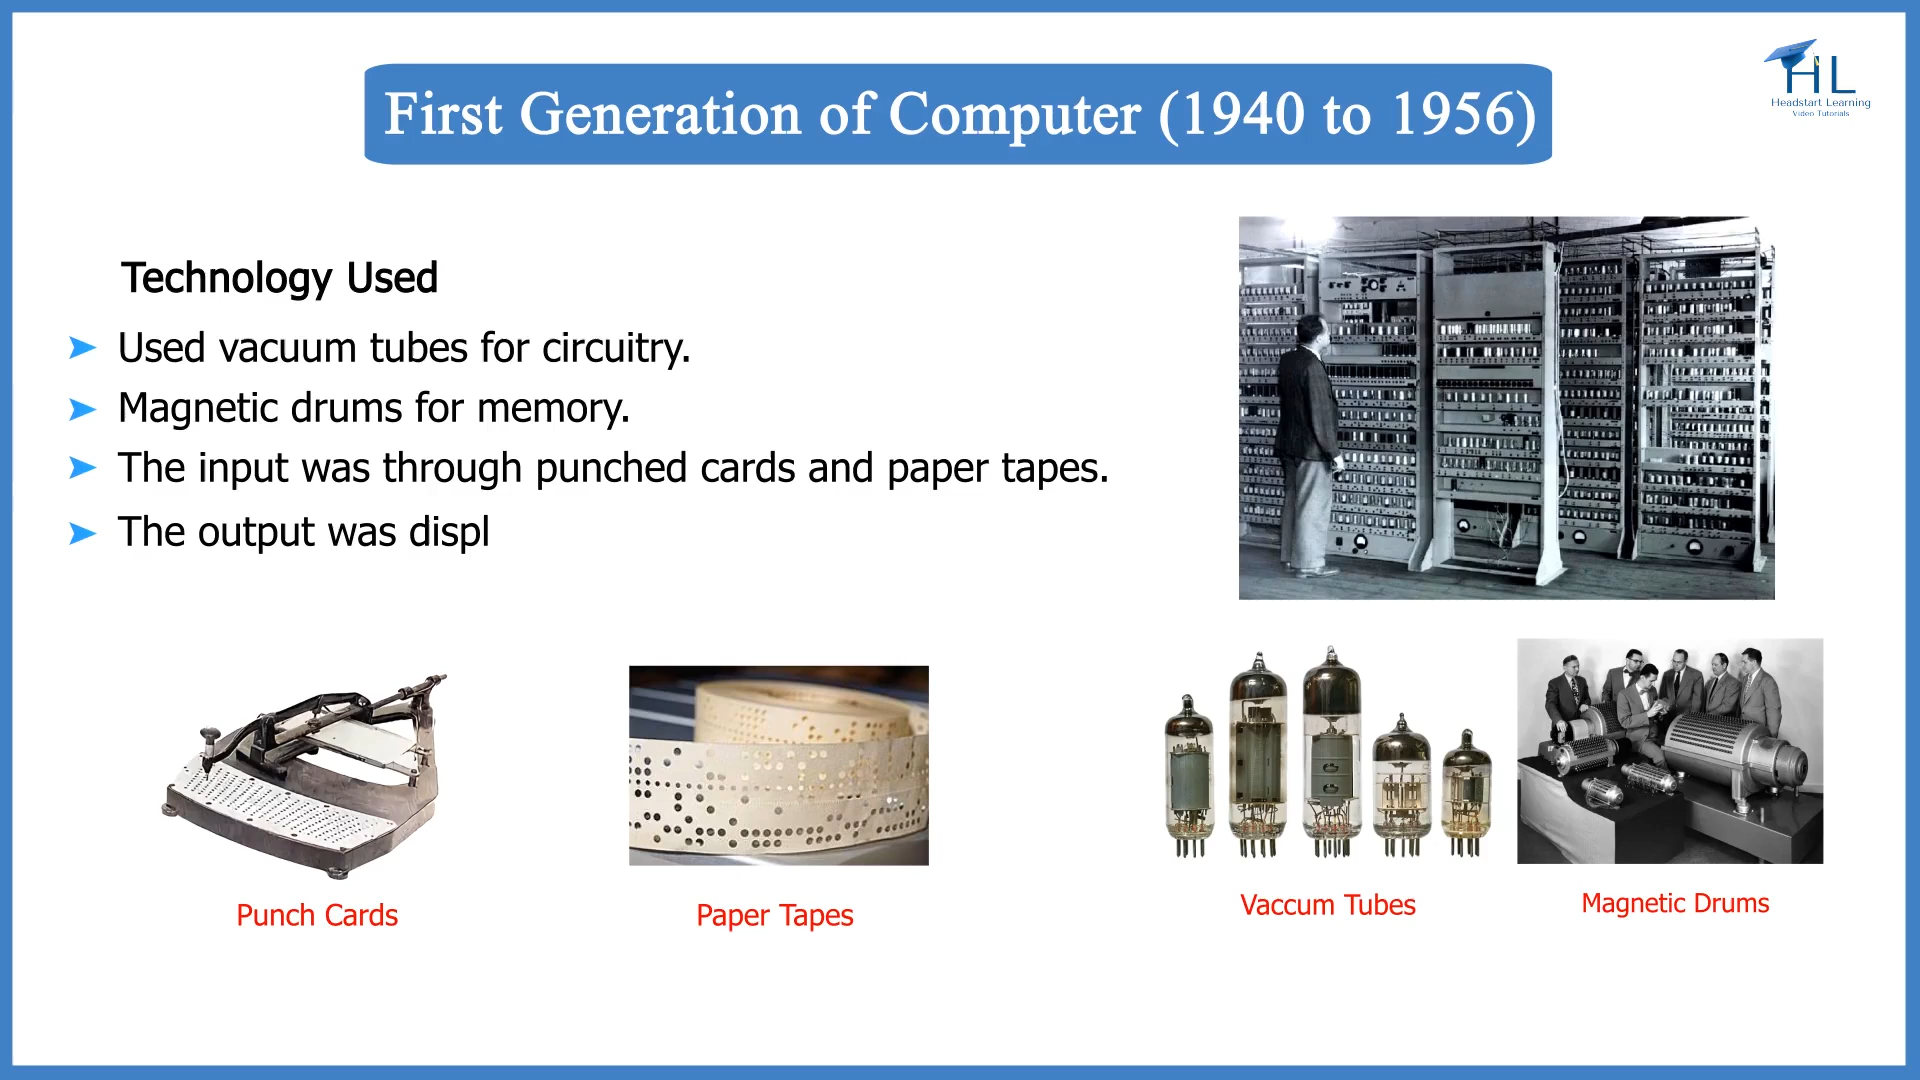 First Generation of Computer (1940 to 1956)
HL
Headstart Learning
Video Tutorials
Technology Used
Used vacuum tubes for circuitry.
Magnetic drums for memory.
The input was through punched cards and paper tapes.
The output was displ
Punch Cards
Paper Tapes
Vaccum Tubes
Magnetic Drums